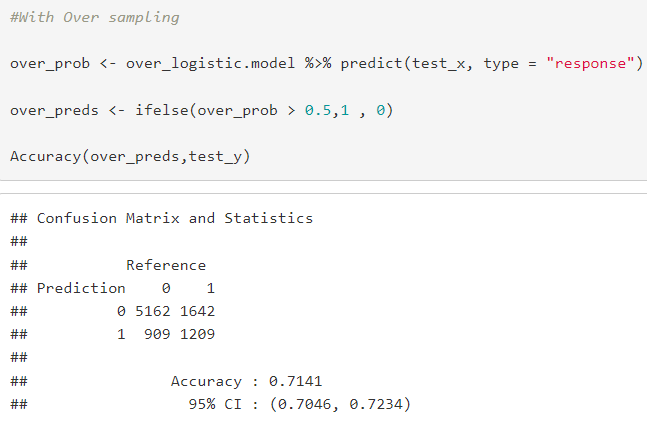 #With Over sampling
over_prob <- over_logistic.model %>% predict(test_x, type = "response")
over_preds <- ifelse(over_prob > 0.5,1 , 0)
Accuracy(over_preds,test_y)
## Confusion Matrix and Statistics
##
##           Reference
## Prediction    0    1
##          0 5162 1642
##          1  909 1209
##
##                Accuracy : 0.7141
##                  95% CI : (0.7046, 0.7234)